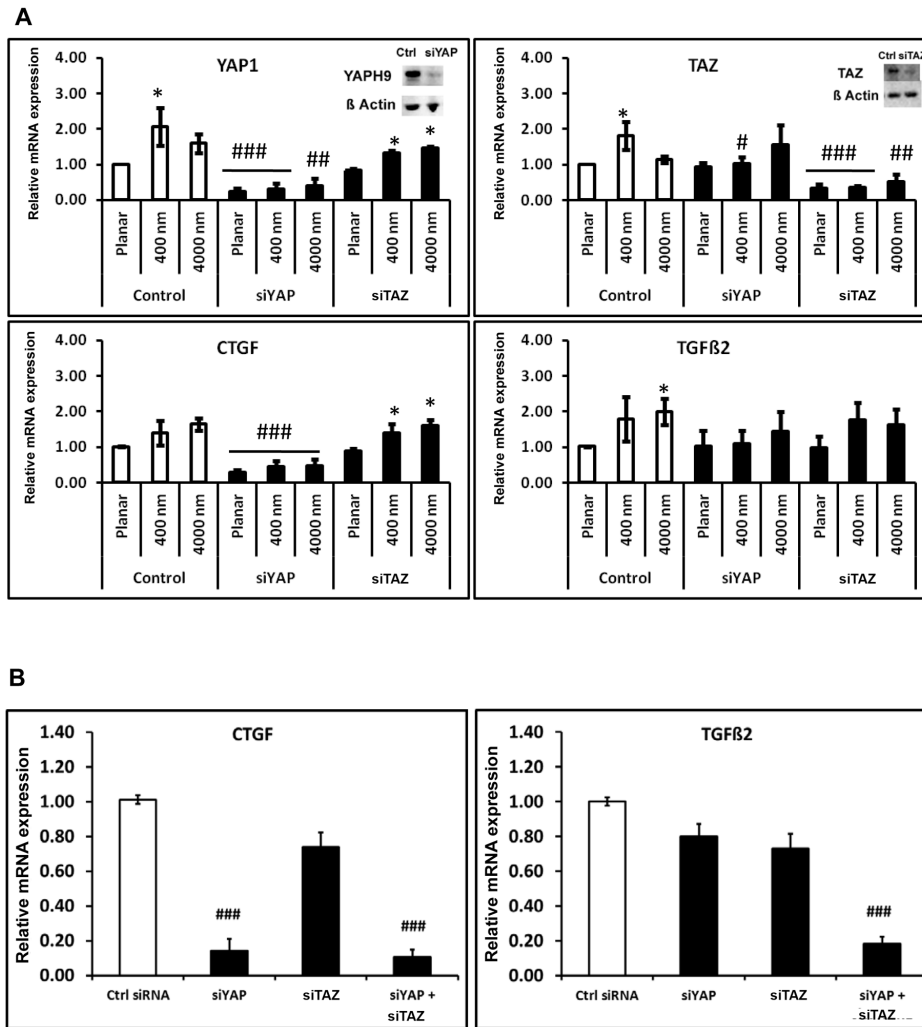 A
YAP1
Ctrl siYAP
YAPH9
ß Actin
Relative mRNA expression
4.00
3.00
2.00
1.00
0.00
*
###
##
* *
Planar 400 nm 4000 nm Planar 400 nm 4000 nm Planar 400 nm 4000 nm
Control siYAP siTAZ
TAZ
Ctrl siTAZ
TAZ
ß Actin
Relative mRNA expression
4.00
3.00
2.00
1.00
0.00
*
#
###
##
Planar 400 nm 4000 nm Planar 400 nm 4000 nm Planar 400 nm 4000 nm
Control siYAP siTAZ
CTGF
Relative mRNA expression
4.00
3.00
2.00
1.00
0.00
###
* *
Planar 400 nm 4000 nm Planar 400 nm 4000 nm Planar 400 nm 4000 nm
Control siYAP siTAZ
TGFß2
Relative mRNA expression
4.00
3.00
2.00
1.00
0.00
*
Planar 400 nm 4000 nm Planar 400 nm 4000 nm Planar 400 nm 4000 nm
Control siYAP siTAZ
B
CTGF
Relative mRNA expression
1.40
1.20
1.00
0.80
0.60
0.40
0.20
0.00
### ###
Ctrl siRNA siYAP siTAZ siYAP +
siTAZ
TGFß2
Relative mRNA expression
1.40
1.20
1.00
0.80
0.60
0.40
0.20
0.00
###
Ctrl siRNA siYAP siTAZ siYAP +
siTAZ